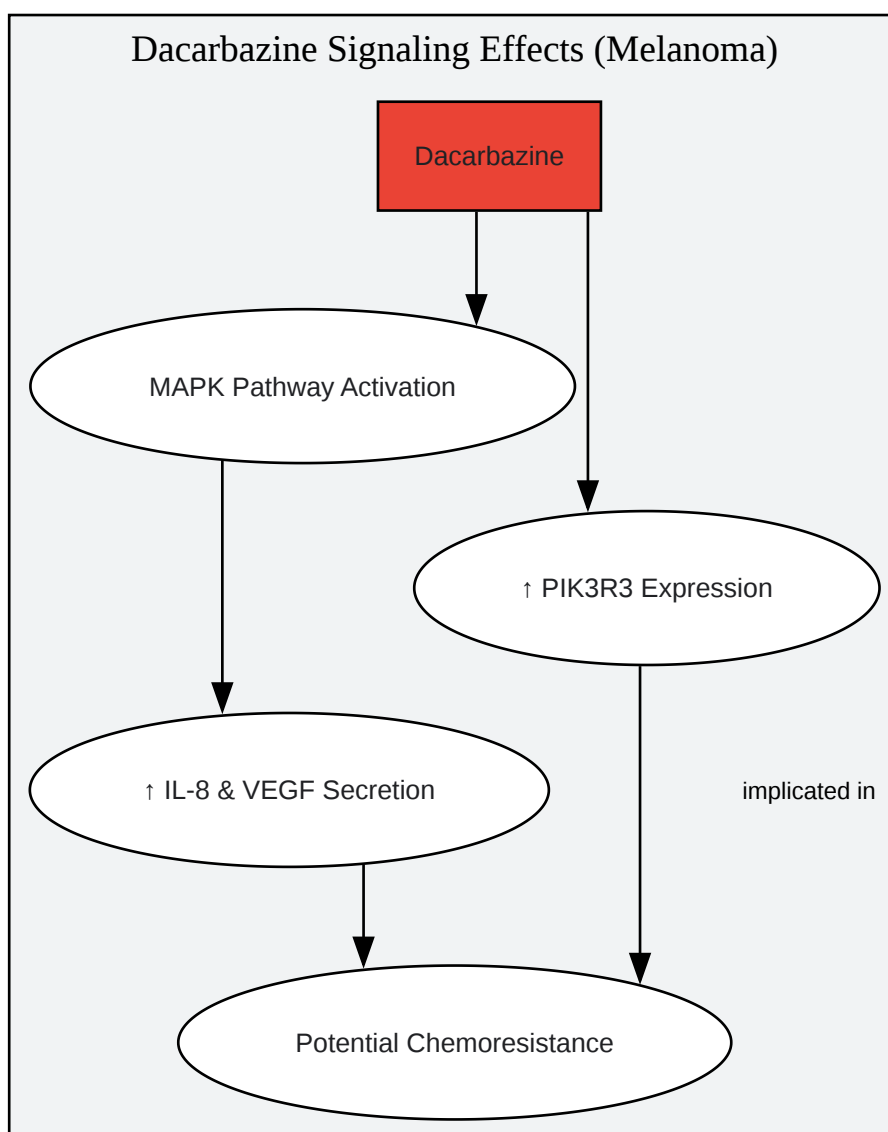 Dacarbazine Signaling Effects (Melanoma)
Dacarbazine
MAPK Pathway Activation
↑ PIK3R3 Expression
↑ IL-8 & VEGF Secretion
implicated in
Potential Chemoresistance